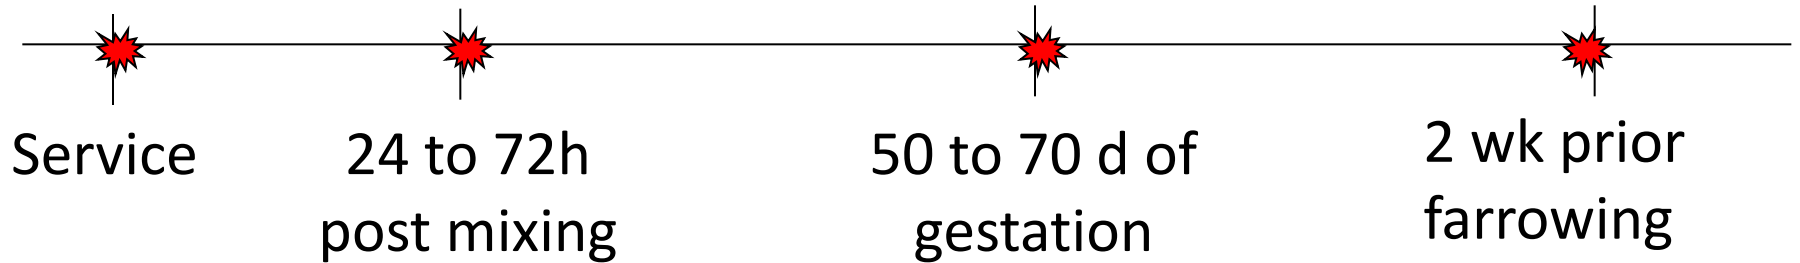 Service
24 to 72h
post mixing
50 to 70 d of
gestation
2 wk prior
farrowing